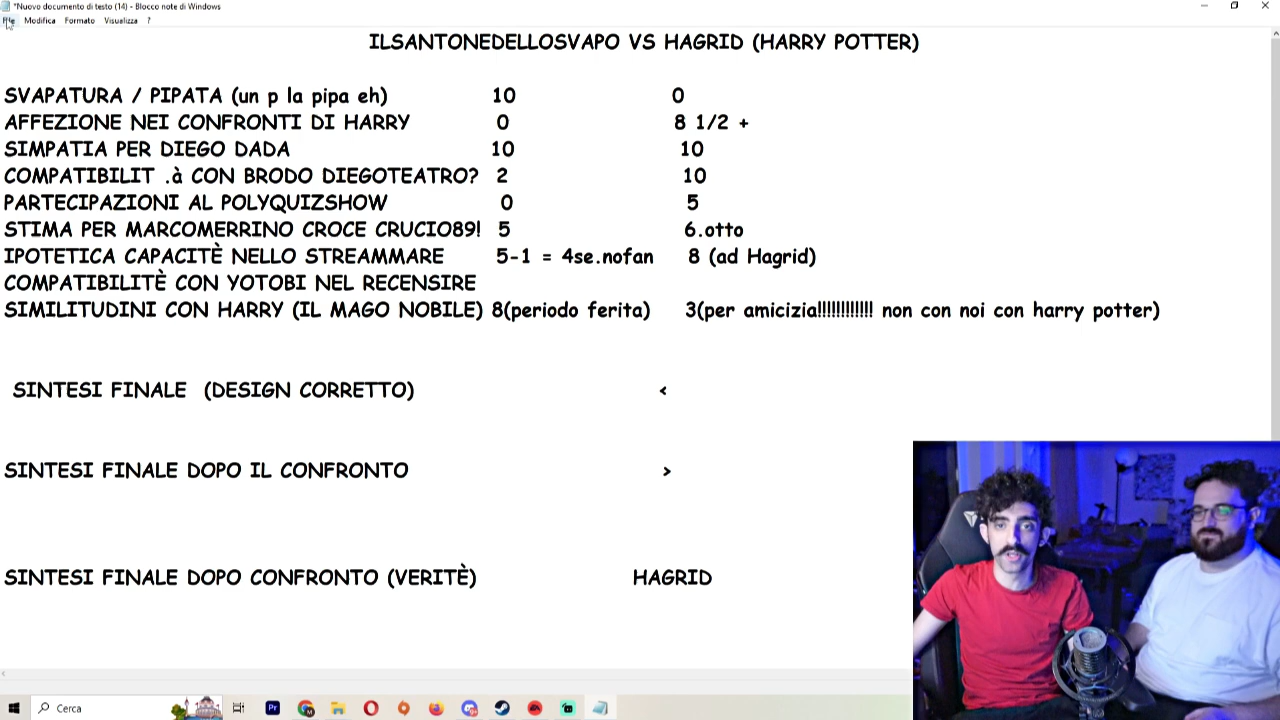 *Nuovo documento di testo (14) - Blocco note di Windows
File Modifica Formato Visualizza ?
ILSANTONEDELLOSVAPO VS HAGRID (HARRY POTTER)
SVAPATURA / PIPATA (un p la pipa eh) 10 0
AFFEZIONE NEI CONFRONTI DI HARRY 0 8 1/2 +
SIMPATIA PER DIEGO DADA 10 10
COMPATIBILIT .à CON BRODO DIEGOTEATRO? 2 10
PARTECIPAZIONI AL POLYQUIZSHOW 0 5
STIMA PER MARCOMERRINO CROCE CRUCIO89! 5 6.otto
IPOTETICA CAPACITÈ NELLO STREAMMARE 5-1 = 4se.nofan 8 (ad Hagrid)
COMPATIBILITÈ CON YOTOBI NEL RECENSIRE
SIMILITUDINI CON HARRY (IL MAGO NOBILE) 8(periodo ferita) 3(per amicizia!!!!!!!!!!!! non con noi con harry potter)
SINTESI FINALE (DESIGN CORRETTO) <
SINTESI FINALE DOPO IL CONFRONTO >
SINTESI FINALE DOPO CONFRONTO (VERITÈ) HAGRID
Cerca
Pr